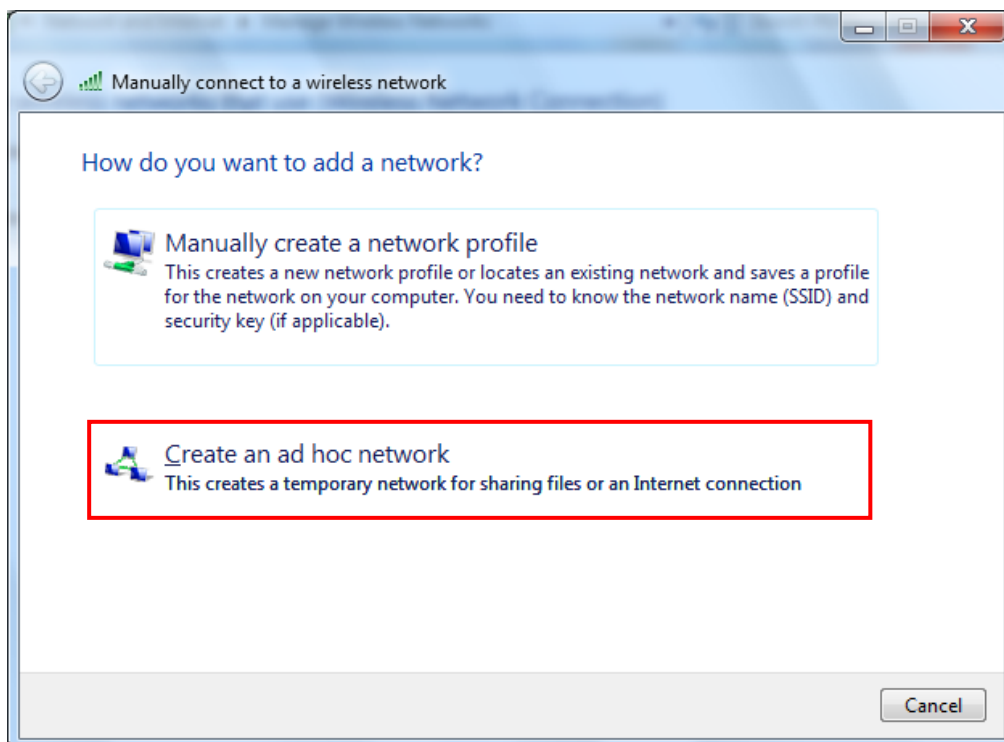 Manually connect to a wireless network
How do you want to add a network?
Manually create a network profile
This creates a new network profile or locates an existing network and saves a profile
for the network on your computer. You need to know the network name (SSID) and
security key (if applicable).
Create an ad hoc network
This creates a temporary network for sharing files or an Internet connection
Cancel